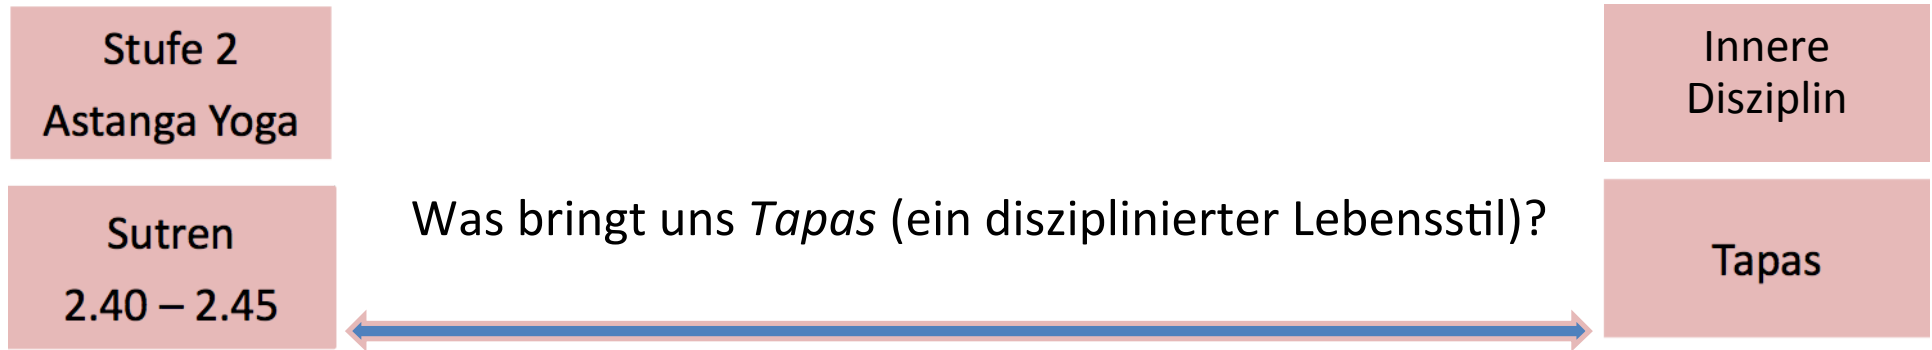 Stufe 2
Astanga Yoga
Innere
Disziplin
Sutren
2.40 – 2.45
Was bringt uns Tapas (ein disziplinierter Lebensstil)?
Tapas